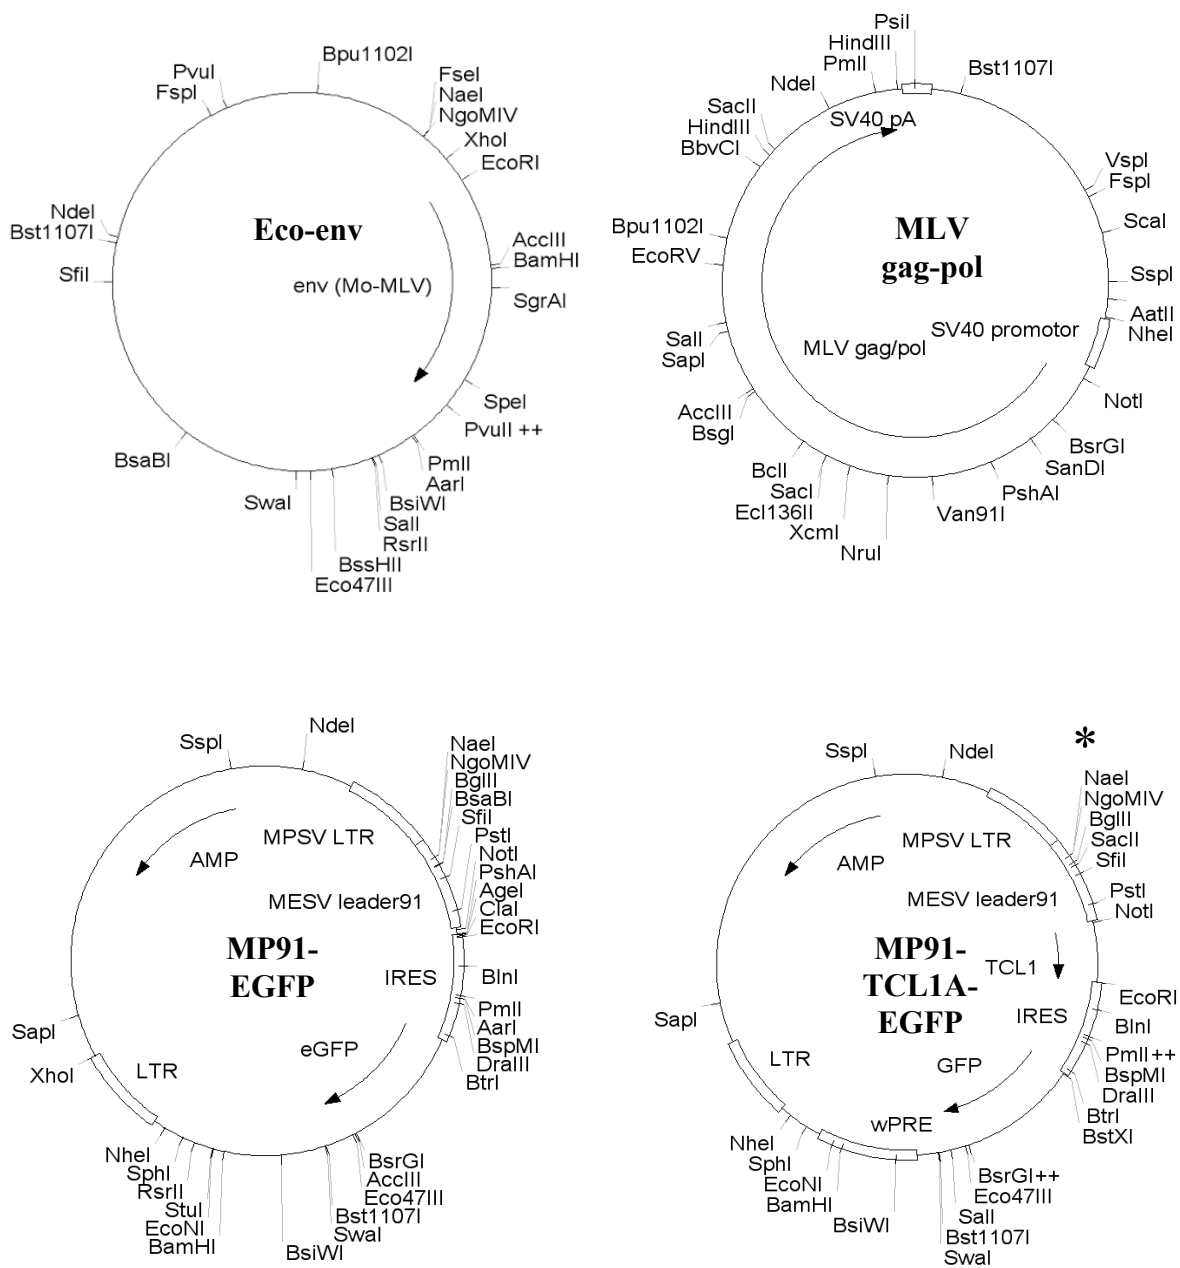 Bpu1102I
PvuI
FspI
FseI
NaeI
NgoMIV
XhoI
EcoRI
NdeI
Bst1107I
SfiI
Eco-env
env (Mo-MLV)
AccIII
BamHI
SgrAI
SpeI
PvuII ++
PmlI
AarI
BsiWI
SalI
RsrII
BssHII
Eco47III
SwaI
BsaBI
PsiI
HindIII
PmlI
NdeI
Bst1107I
SacII
HindIII
BbvCI
SV40 pA
VspI
FspI
ScaI
SspI
AatII
NheI
Bpu1102I
EcoRV
MLV
gag-pol
SV40 promotor
MLV gag/pol
SalI
SapI
AccIII
BsgI
NotI
BsrGI
SanDI
PshAI
Van91I
BclI
SacI
Ecl136II
XcmI
NruI
SspI
NdeI
NaeI
NgoMIV
BglII
BsaBI
SfiI
PstI
NotI
PshAI
AgeI
ClaI
EcoRI
BlnI
PmlI
AarI
BspMI
DraIII
BtrI
MPSV LTR
AMP
MESV leader91
MP91-
EGFP
IRES
eGFP
SapI
XhoI
LTR
NheI
SphI
RsrII
StuI
EcoNI
BamHI
BsiWI
BsrGI
AccIII
Eco47III
Bst1107I
SwaI
*
SspI
NdeI
NaeI
NgoMIV
BglII
SacII
SfiI
PstI
NotI
MPSV LTR
AMP
MESV leader91
MP91-
TCL1A-
EGFP
TCL1
IRES
GFP
wPRE
EcoRI
BlnI
PmlI++
BspMI
DraIII
BtrI
BstXI
SapI
LTR
NheI
SphI
EcoNI
BamHI
BsiWI
BsrGI++
Eco47III
SalI
Bst1107I
SwaI